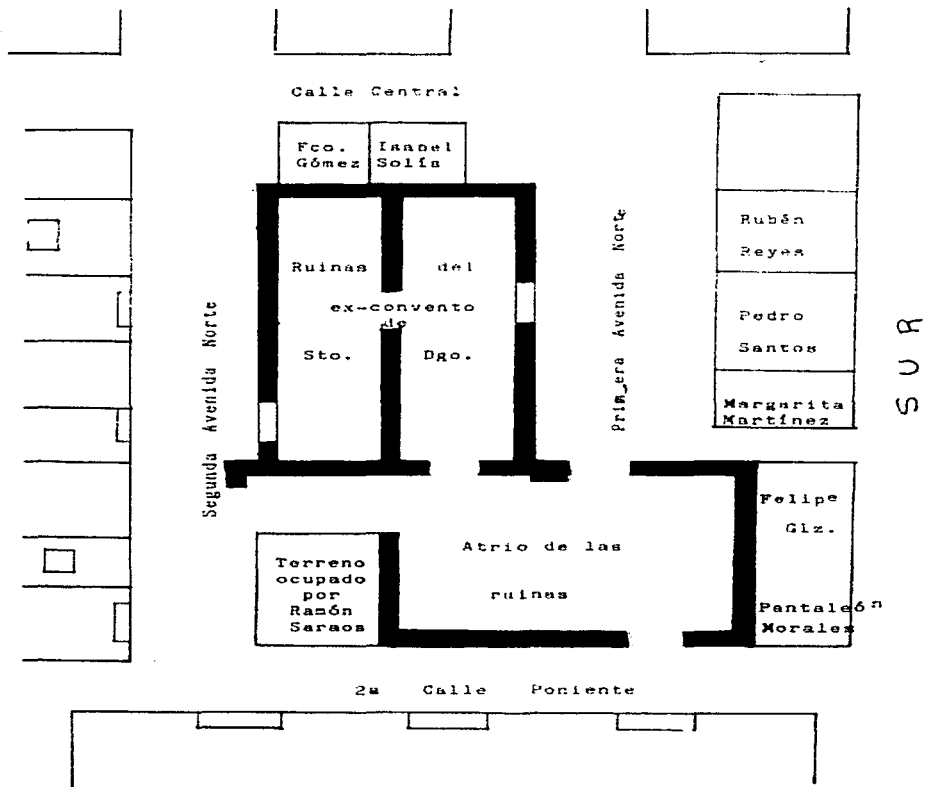 Calle Central
Fco.
Gómez
Isabel
Solís
Ruinas del
ex-convento
de
Sto. Dgo.
Segunda Avenida Norte
Primera Avenida Norte
Rubén
Reyes
Pedro
Santos
Margarita
Martínez
SUR
Felipe
Glz.
Pantaleón
Morales
Atrio de las
ruinas
Terreno
ocupado
por
Ramón
Saraos
2a Calle Poniente